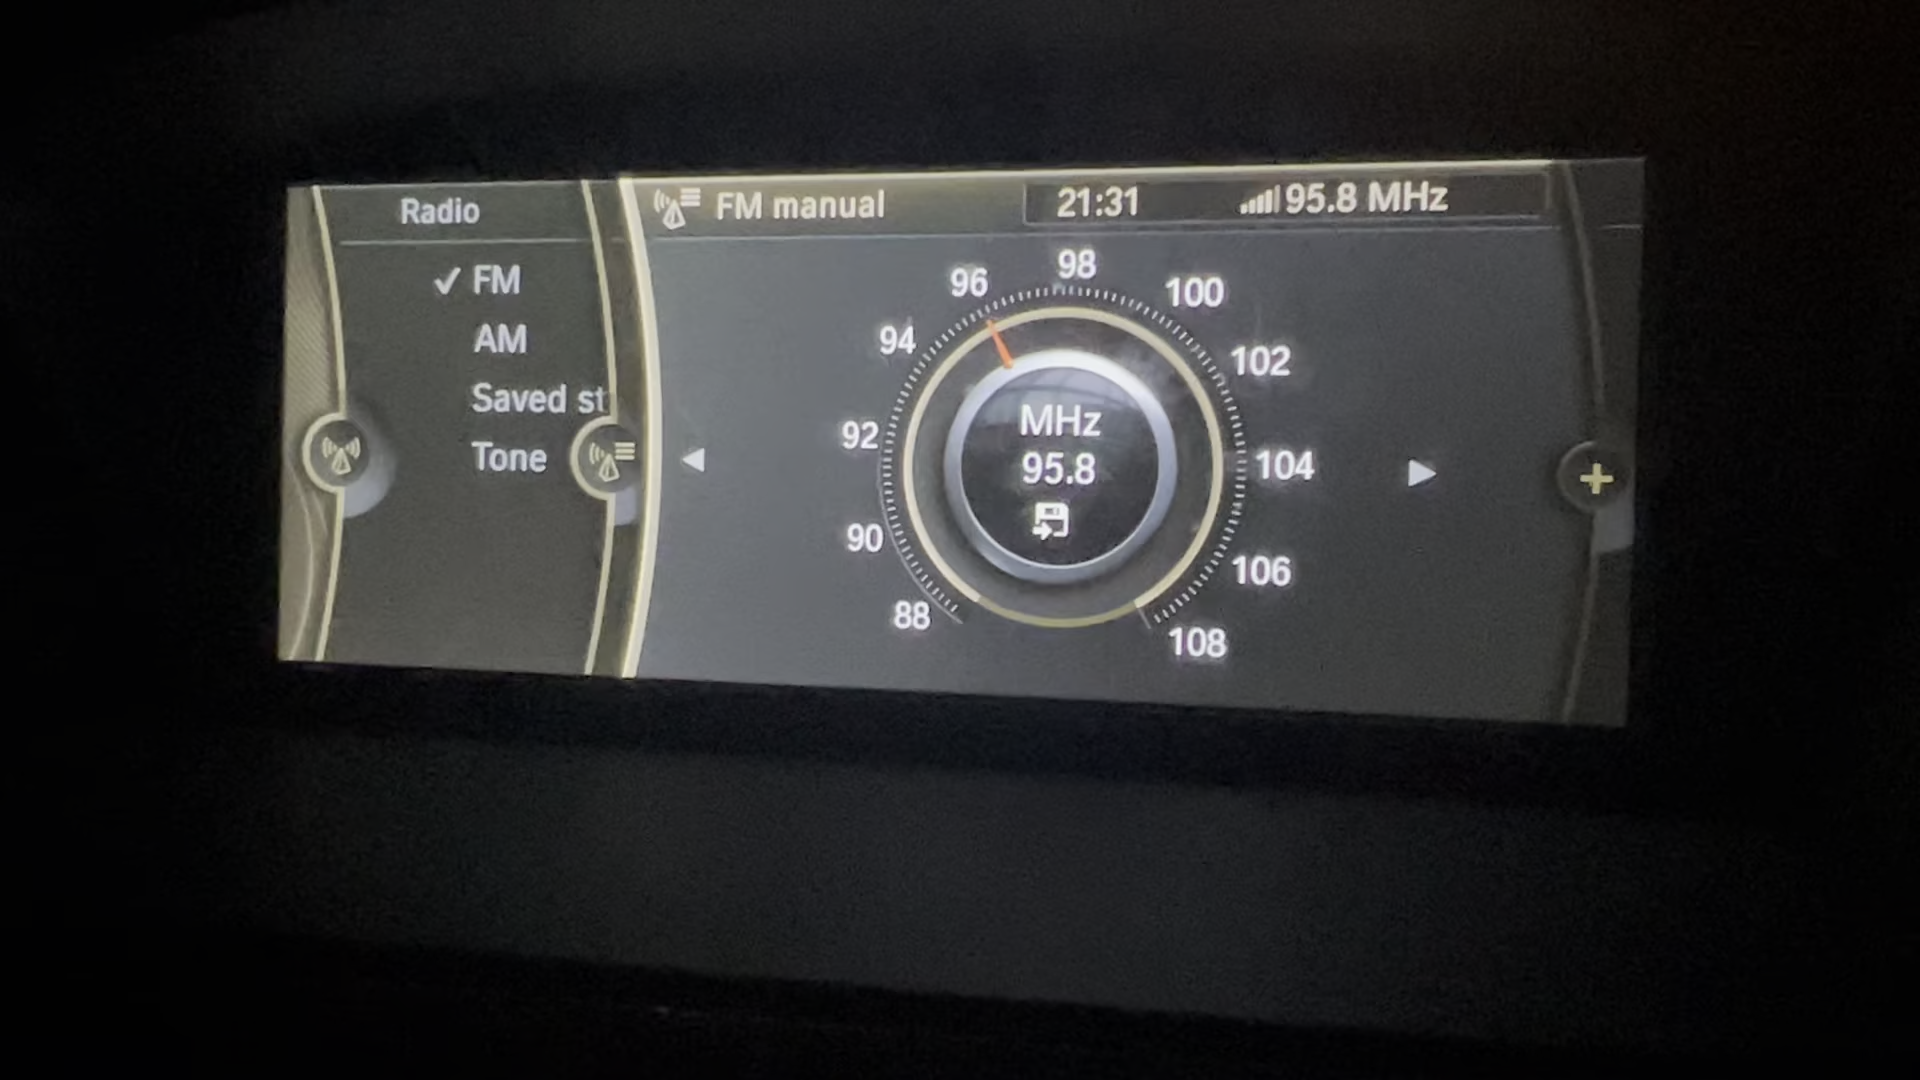 Radio
✓ FM
AM
Saved st
Tone
FM manual
21:31
95.8 MHz
96
98
100
94
102
92
104
90
106
88
108
MHz
95.8